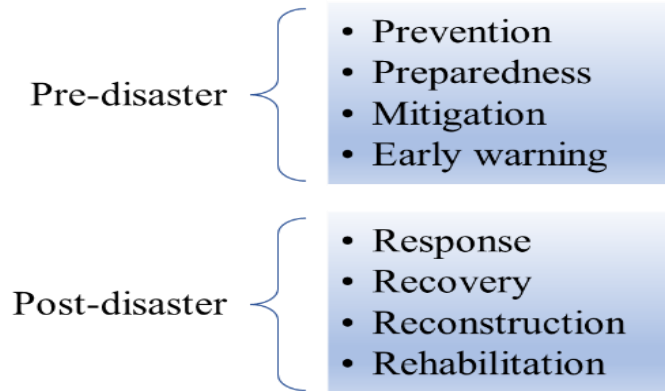 Pre-disaster
• Prevention
• Preparedness
• Mitigation
• Early warning
Post-disaster
• Response
• Recovery
• Reconstruction
• Rehabilitation